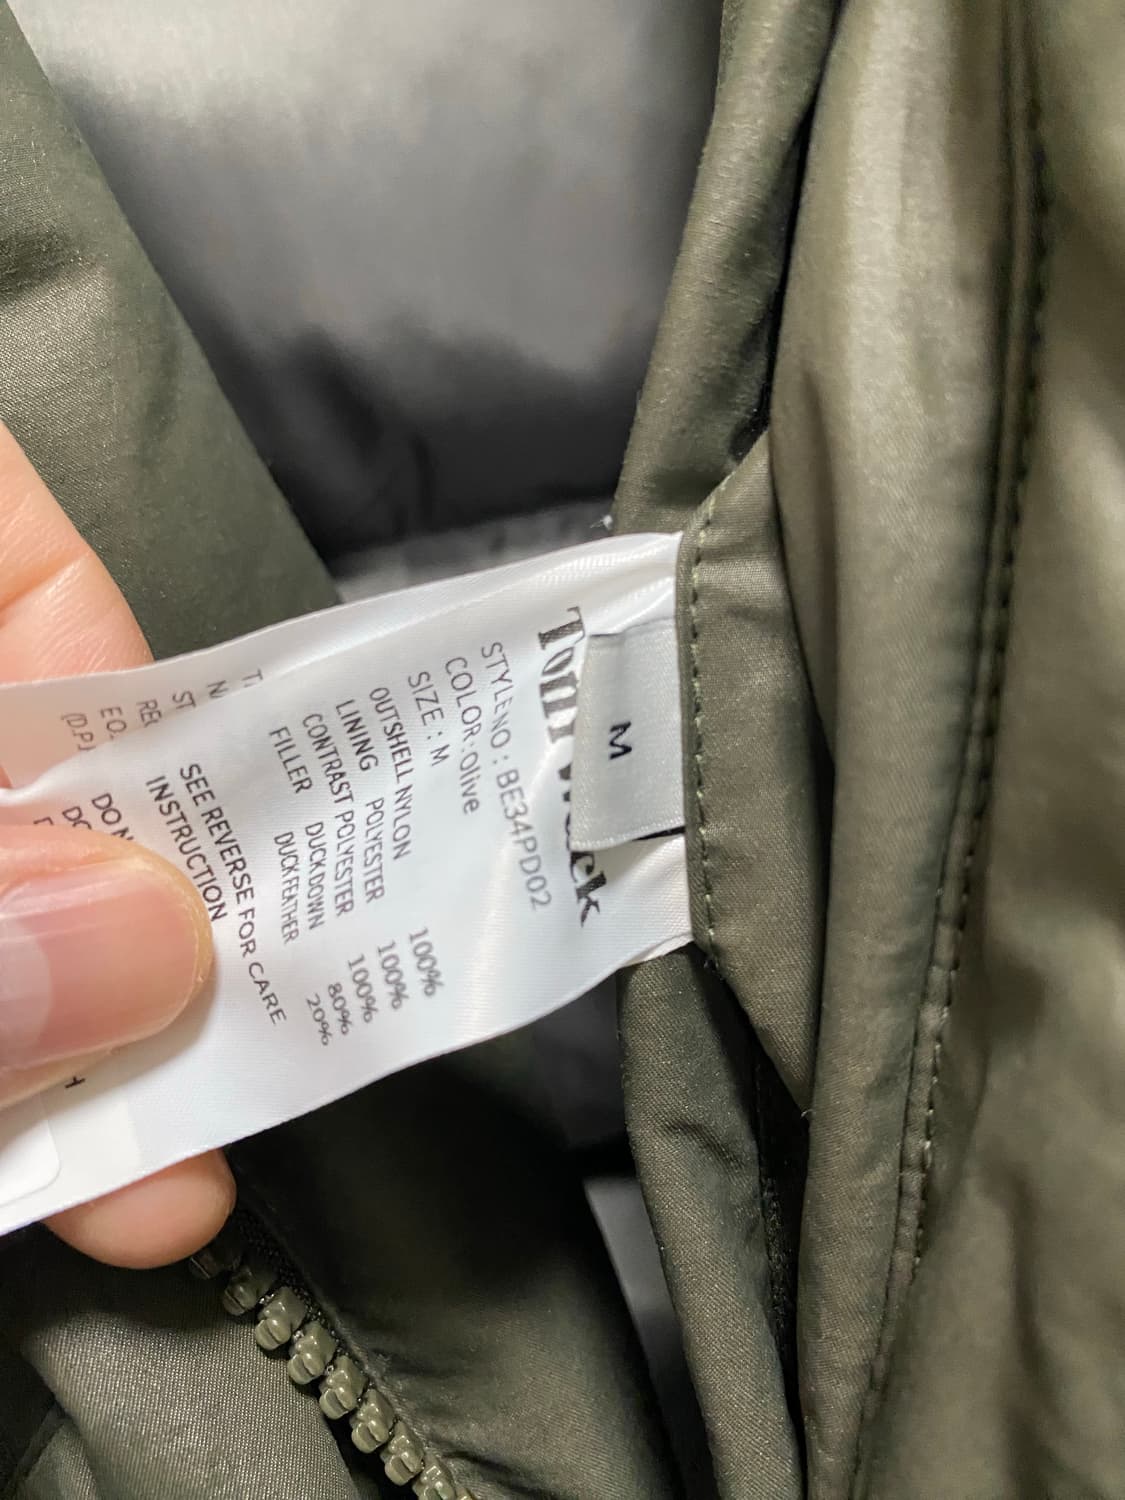 M
STYLENO : BE34PD02
COLOR : Olive
SIZE : M
OUTSHELL NYLON 100%
LINING POLYESTER 100%
CONTRAST POLYESTER 100%
FILLER DUCKDOWN 80%
DUCKFEATHER 20%
SEE REVERSE FOR CARE
INSTRUCTION